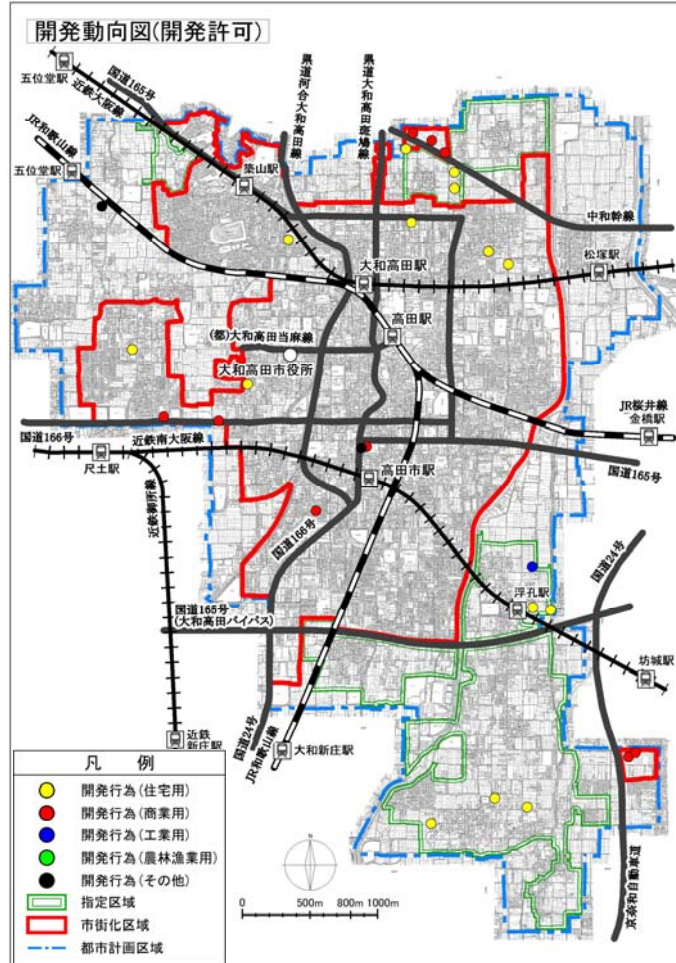 開発動向図(開発許可)
五位堂駅
国道165号
近鉄大阪線
JR和歌山線
五位堂駅
築山駅
県道河合大和高田線
県道大和高田斑鳩線
中和幹線
松塚駅
大和高田駅
高田駅
(都)大和高田当麻線
大和高田市役所
JR桜井線
金橋駅
国道166号
近鉄南大阪線
尺土駅
高田市駅
国道165号
近鉄御所線
国道166号
国道24号
浮孔駅
国道165号
(大和高田バイパス)
坊城駅
近鉄
新庄駅
国道24号
JR和歌山線
大和新庄駅
京奈和自動車道
凡 例
開発行為(住宅用)
開発行為(商業用)
開発行為(工業用)
開発行為(農林漁業用)
開発行為(その他)
指定区域
市街化区域
都市計画区域
N
0 500m 800m 1000m